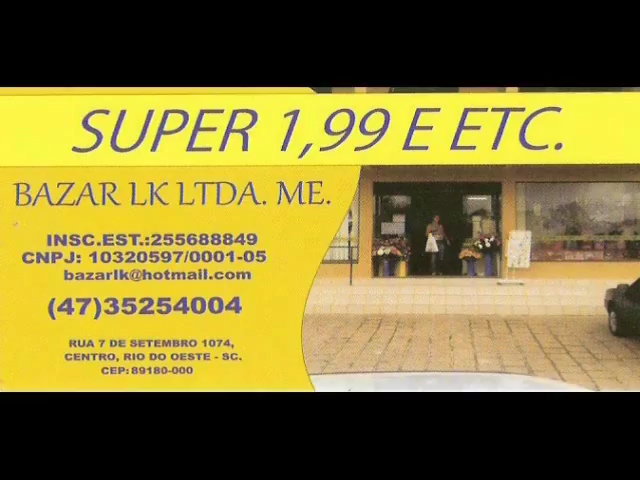 SUPER 1,99 E ETC.
BAZAR LK LTDA. ME.
INSC.EST.:255688849
CNPJ: 10320597/0001-05
bazarlk@hotmail.com
(47)35254004
RUA 7 DE SETEMBRO 1074,
CENTRO, RIO DO OESTE - SC.
CEP: 89180-000